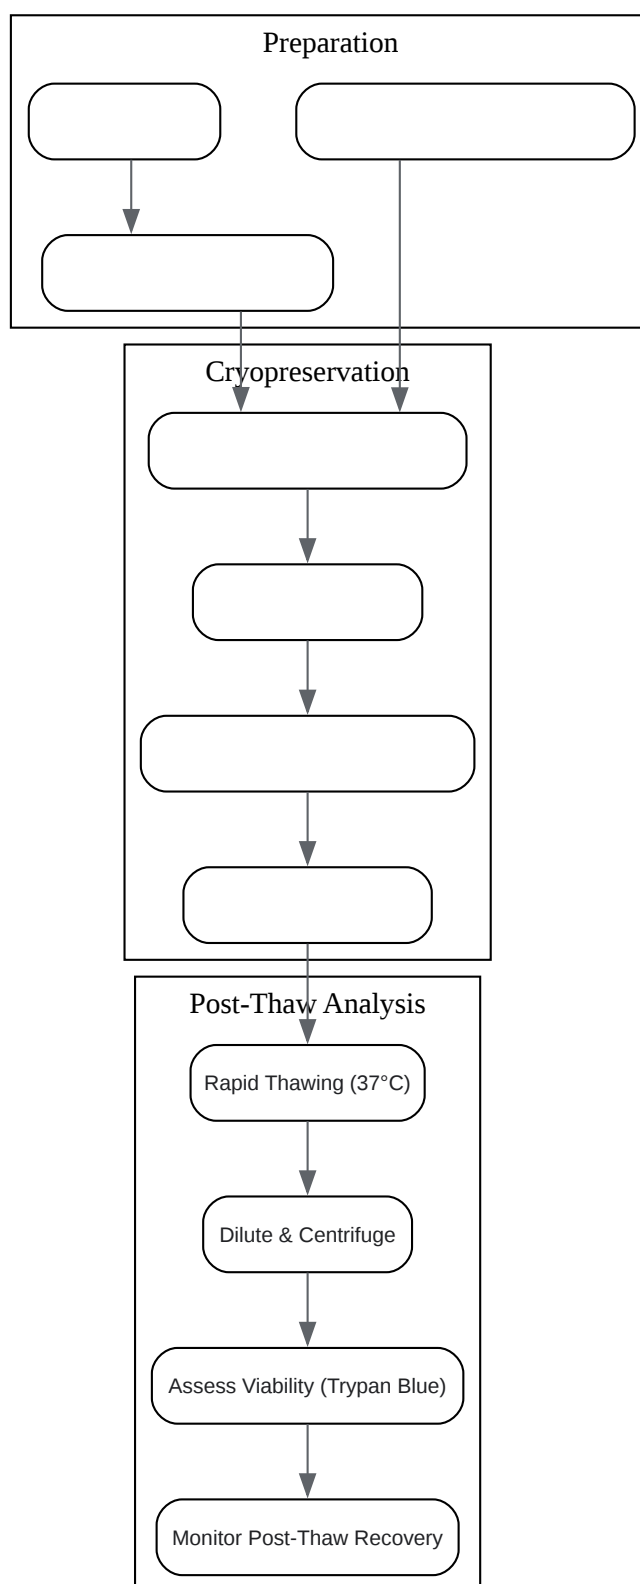 Preparation
Cryopreservation
Post-Thaw Analysis
Rapid Thawing (37°C)
Dilute & Centrifuge
Assess Viability (Trypan Blue)
Monitor Post-Thaw Recovery